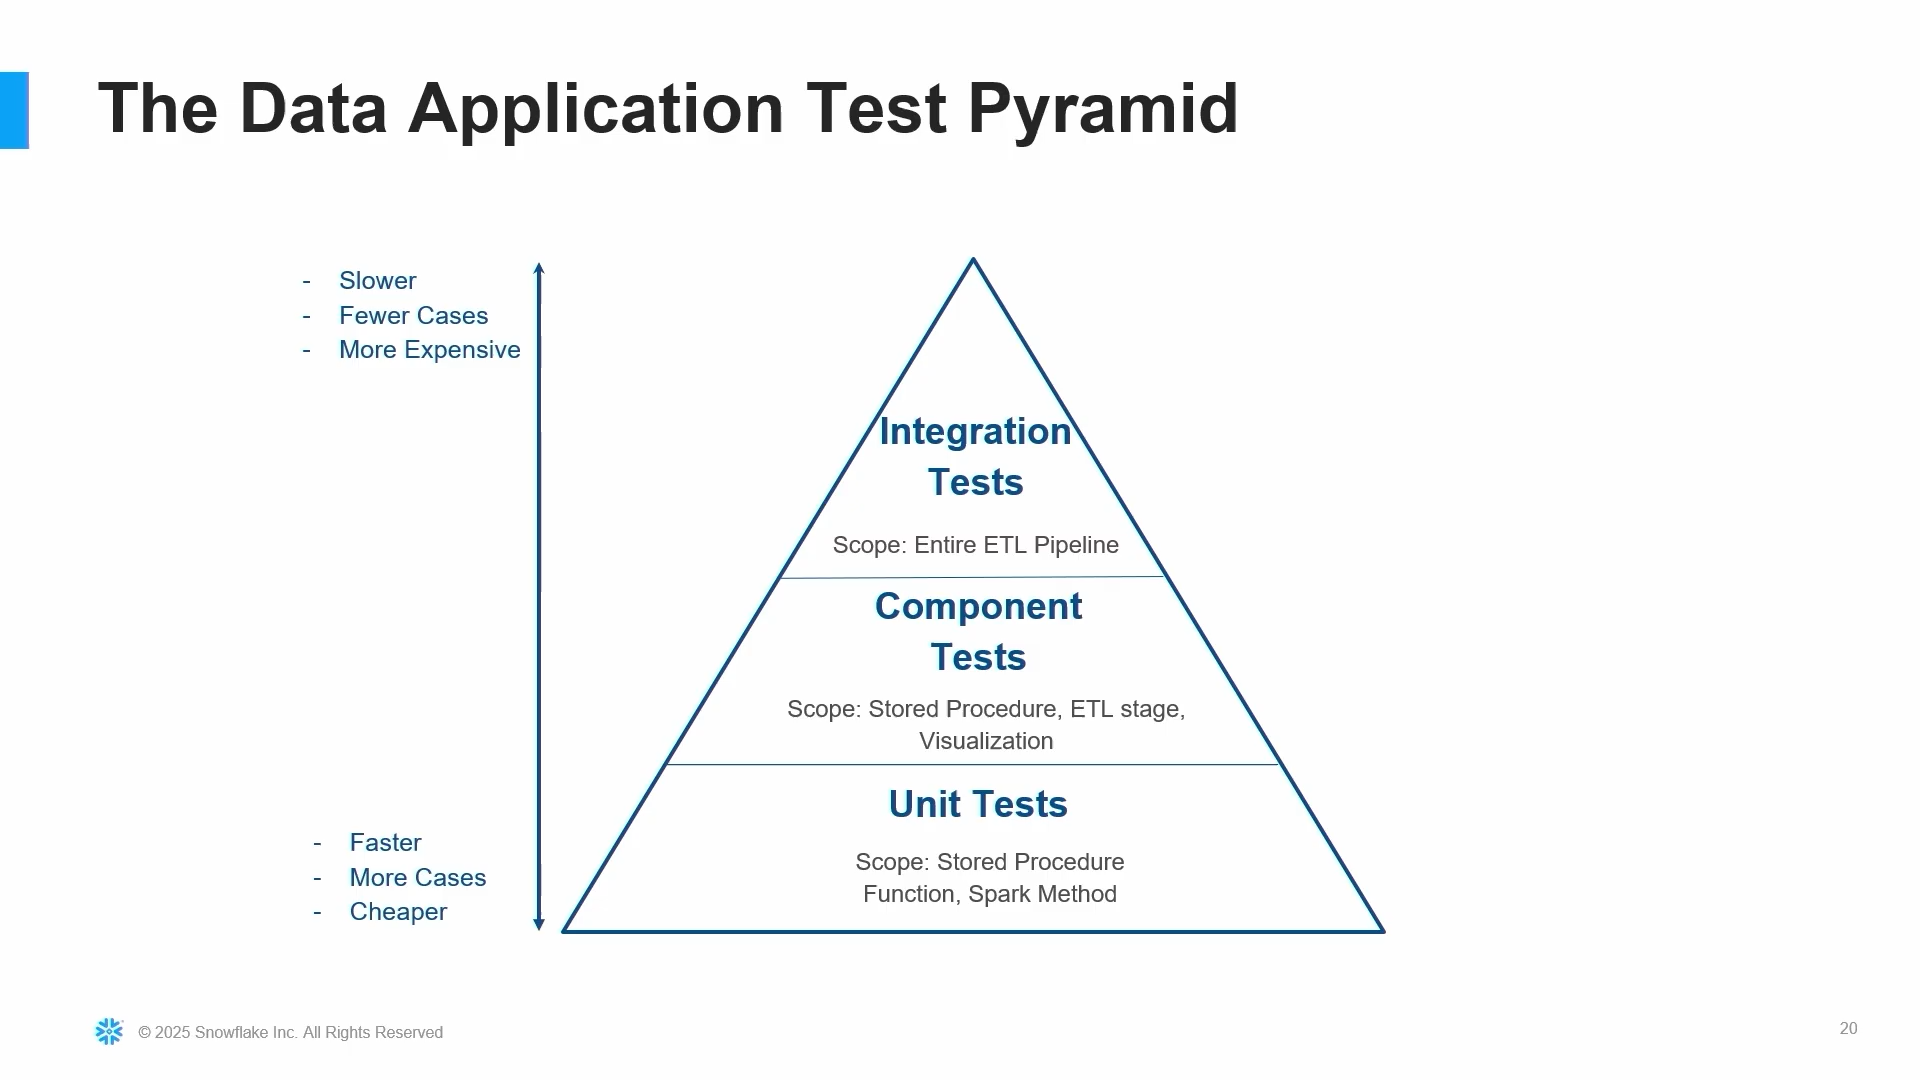 The Data Application Test Pyramid
- Slower
- Fewer Cases
- More Expensive
Integration
Tests
Scope: Entire ETL Pipeline
Component
Tests
Scope: Stored Procedure, ETL stage,
Visualization
Unit Tests
Scope: Stored Procedure
Function, Spark Method
- Faster
- More Cases
- Cheaper
© 2025 Snowflake Inc. All Rights Reserved
20